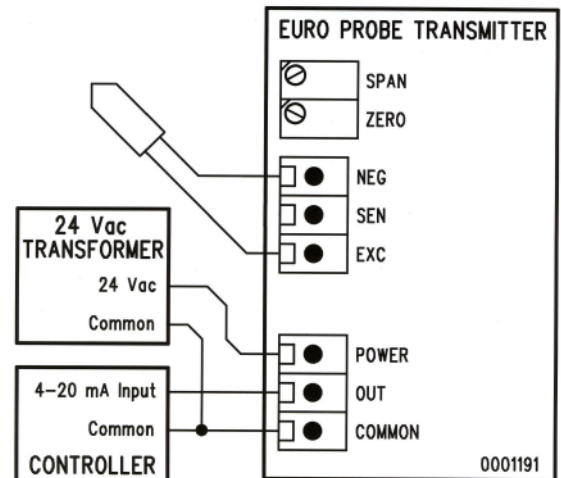 EURO PROBE TRANSMITTER
SPAN
ZERO
NEG
SEN
EXC
24 Vac
TRANSFORMER
24 Vac
Common
POWER
4-20 mA Input
OUT
Common
COMMON
CONTROLLER
0001191